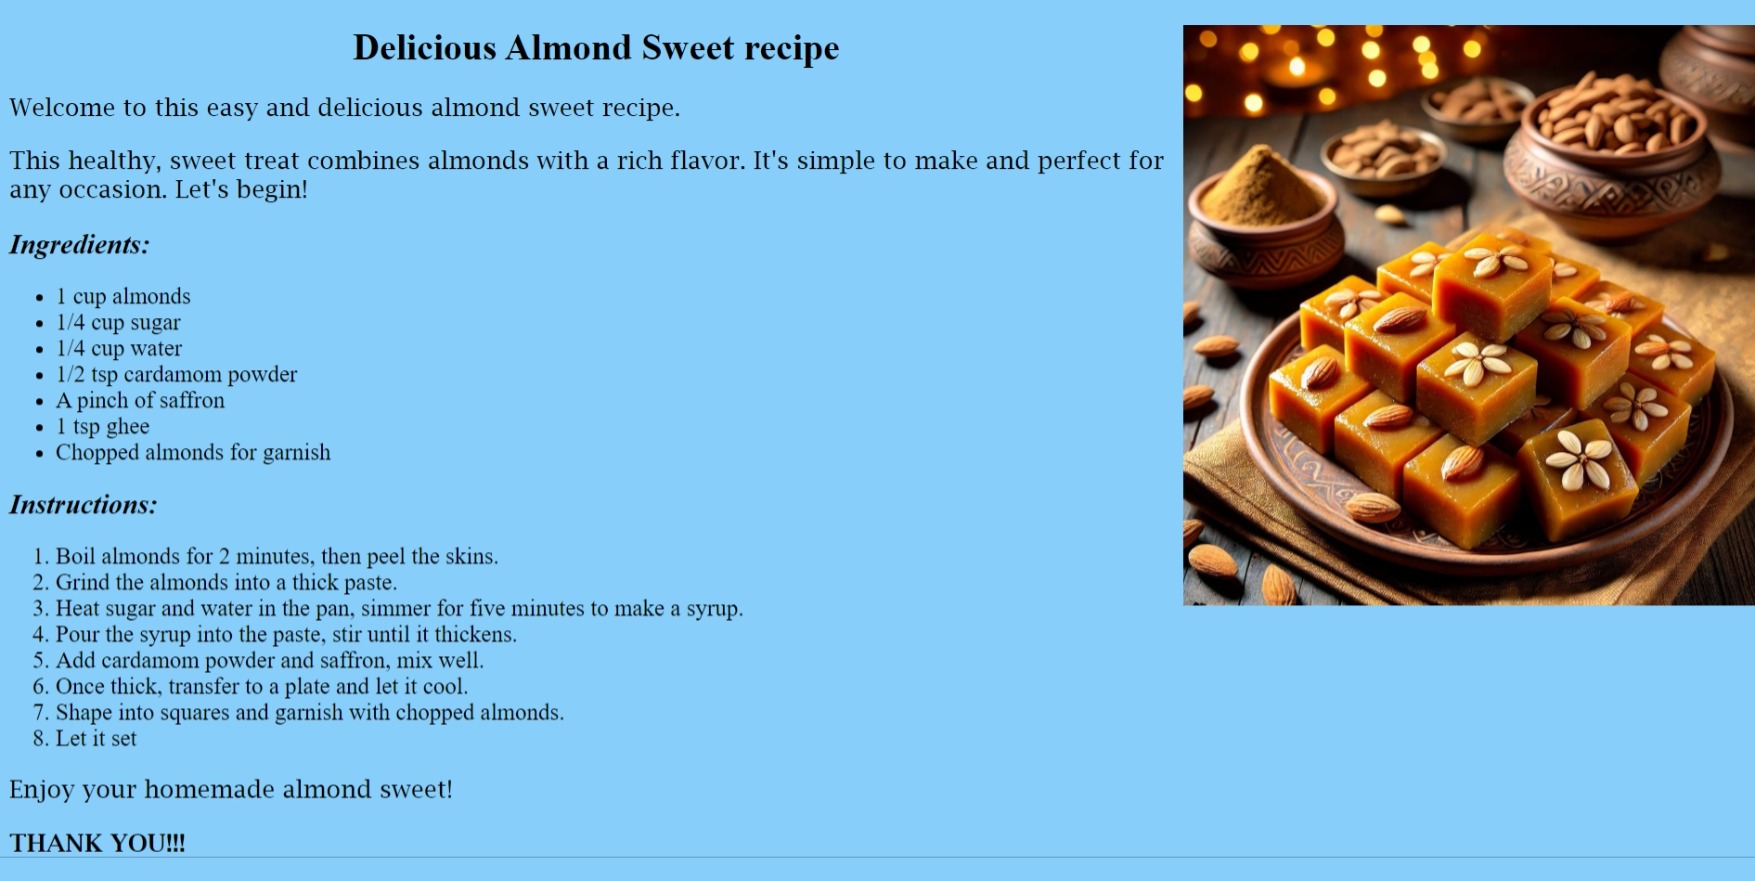 Delicious Almond Sweet recipe
Welcome to this easy and delicious almond sweet recipe.
This healthy, sweet treat combines almonds with a rich flavor. It's simple to make and perfect for
any occasion. Let's begin!
Ingredients:
• 1 cup almonds
• 1/4 cup sugar
• 1/4 cup water
• 1/2 tsp cardamom powder
• A pinch of saffron
• 1 tsp ghee
• Chopped almonds for garnish
Instructions:
1. Boil almonds for 2 minutes, then peel the skins.
2. Grind the almonds into a thick paste.
3. Heat sugar and water in the pan, simmer for five minutes to make a syrup.
4. Pour the syrup into the paste, stir until it thickens.
5. Add cardamom powder and saffron, mix well.
6. Once thick, transfer to a plate and let it cool.
7. Shape into squares and garnish with chopped almonds.
8. Let it set
Enjoy your homemade almond sweet!
THANK YOU!!!